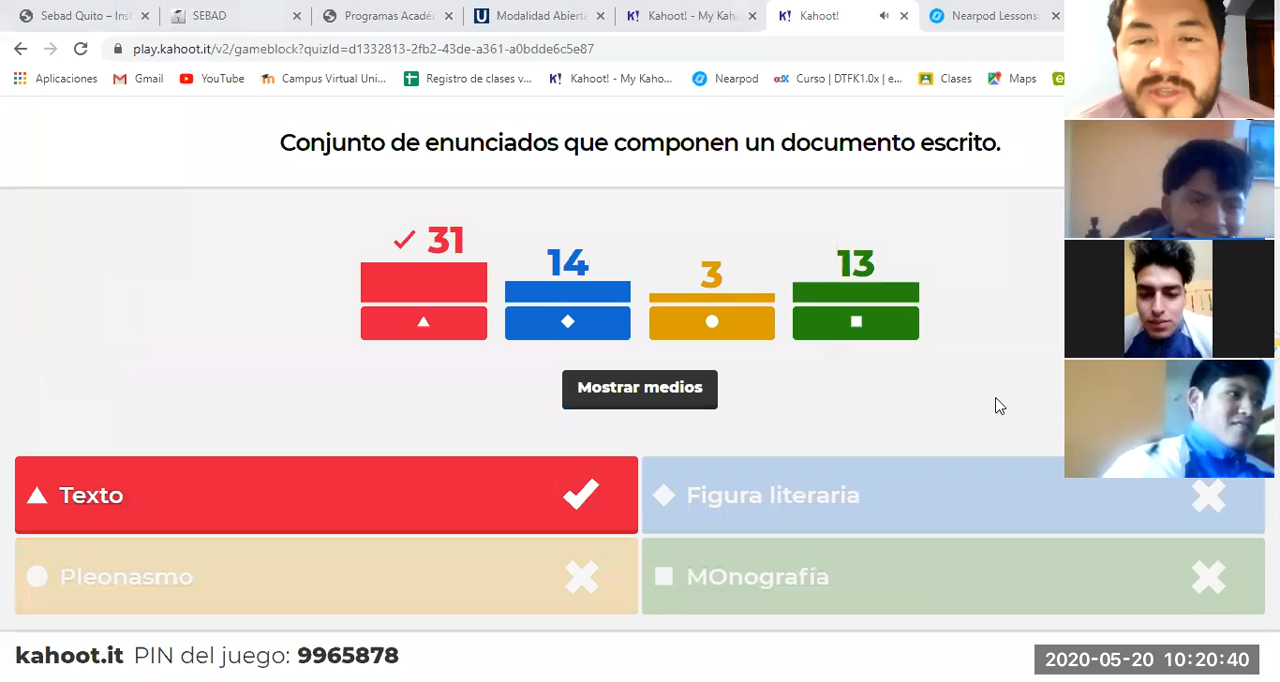 Sebad Quito – Inst
SEBAD
Programas Acadé
Modalidad Abierta
Kahoot! - My Kah
Kahoot!
Nearpod Lessons:
play.kahoot.it/v2/gameblock?quizId=d1332813-2fb2-43de-a361-a0bdde6c5e87
Aplicaciones Gmail YouTube Campus Virtual Uni... Registro de clases v... Kahoot! - My Kaho... Nearpod edX Curso | e... Clases Maps
Conjunto de enunciados que componen un documento escrito.
31
14
3
13
Mostrar medios
Texto
Figura literaria
Pleonasmo
MOnografía
kahoot.it PIN del juego: 9965878
2020-05-20 10:20:40